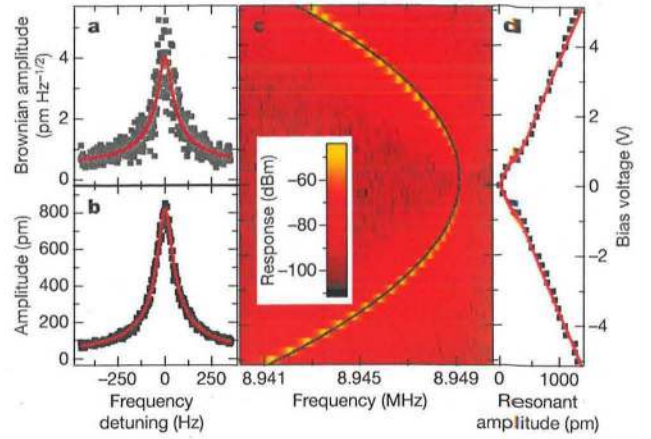 a
Brownian amplitude
(pm Hz⁻¹/²)
4
2
0
b
Amplitude (pm)
800
600
400
200
0
−250
0
250
Frequency
detuning (Hz)
c
Response (dBm)
−60
−80
−100
8.941
8.945
8.949
Frequency (MHz)
d
4
2
0
−2
−4
Bias voltage (V)
0
1000
Resonant
amplitude (pm)